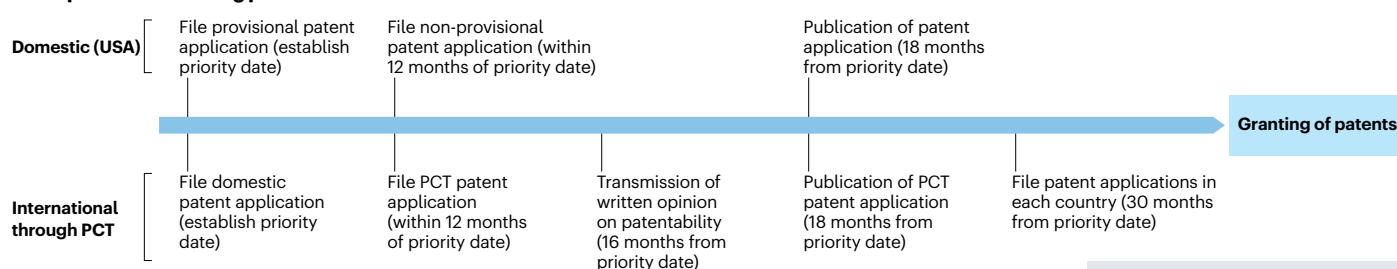 Domestic (USA)
File provisional patent
application (establish
priority date)
File non-provisional
patent application (within
12 months of priority date)
Publication of patent
application (18 months
from priority date)
Granting of patents
International
through PCT
File domestic
patent application
(establish priority
date)
File PCT patent
application
(within 12 months
of priority date)
Transmission of
written opinion
on patentability
(16 months from
priority date)
Publication of PCT
patent application
(18 months from
priority date)
File patent applications in
each country (30 months
from priority date)